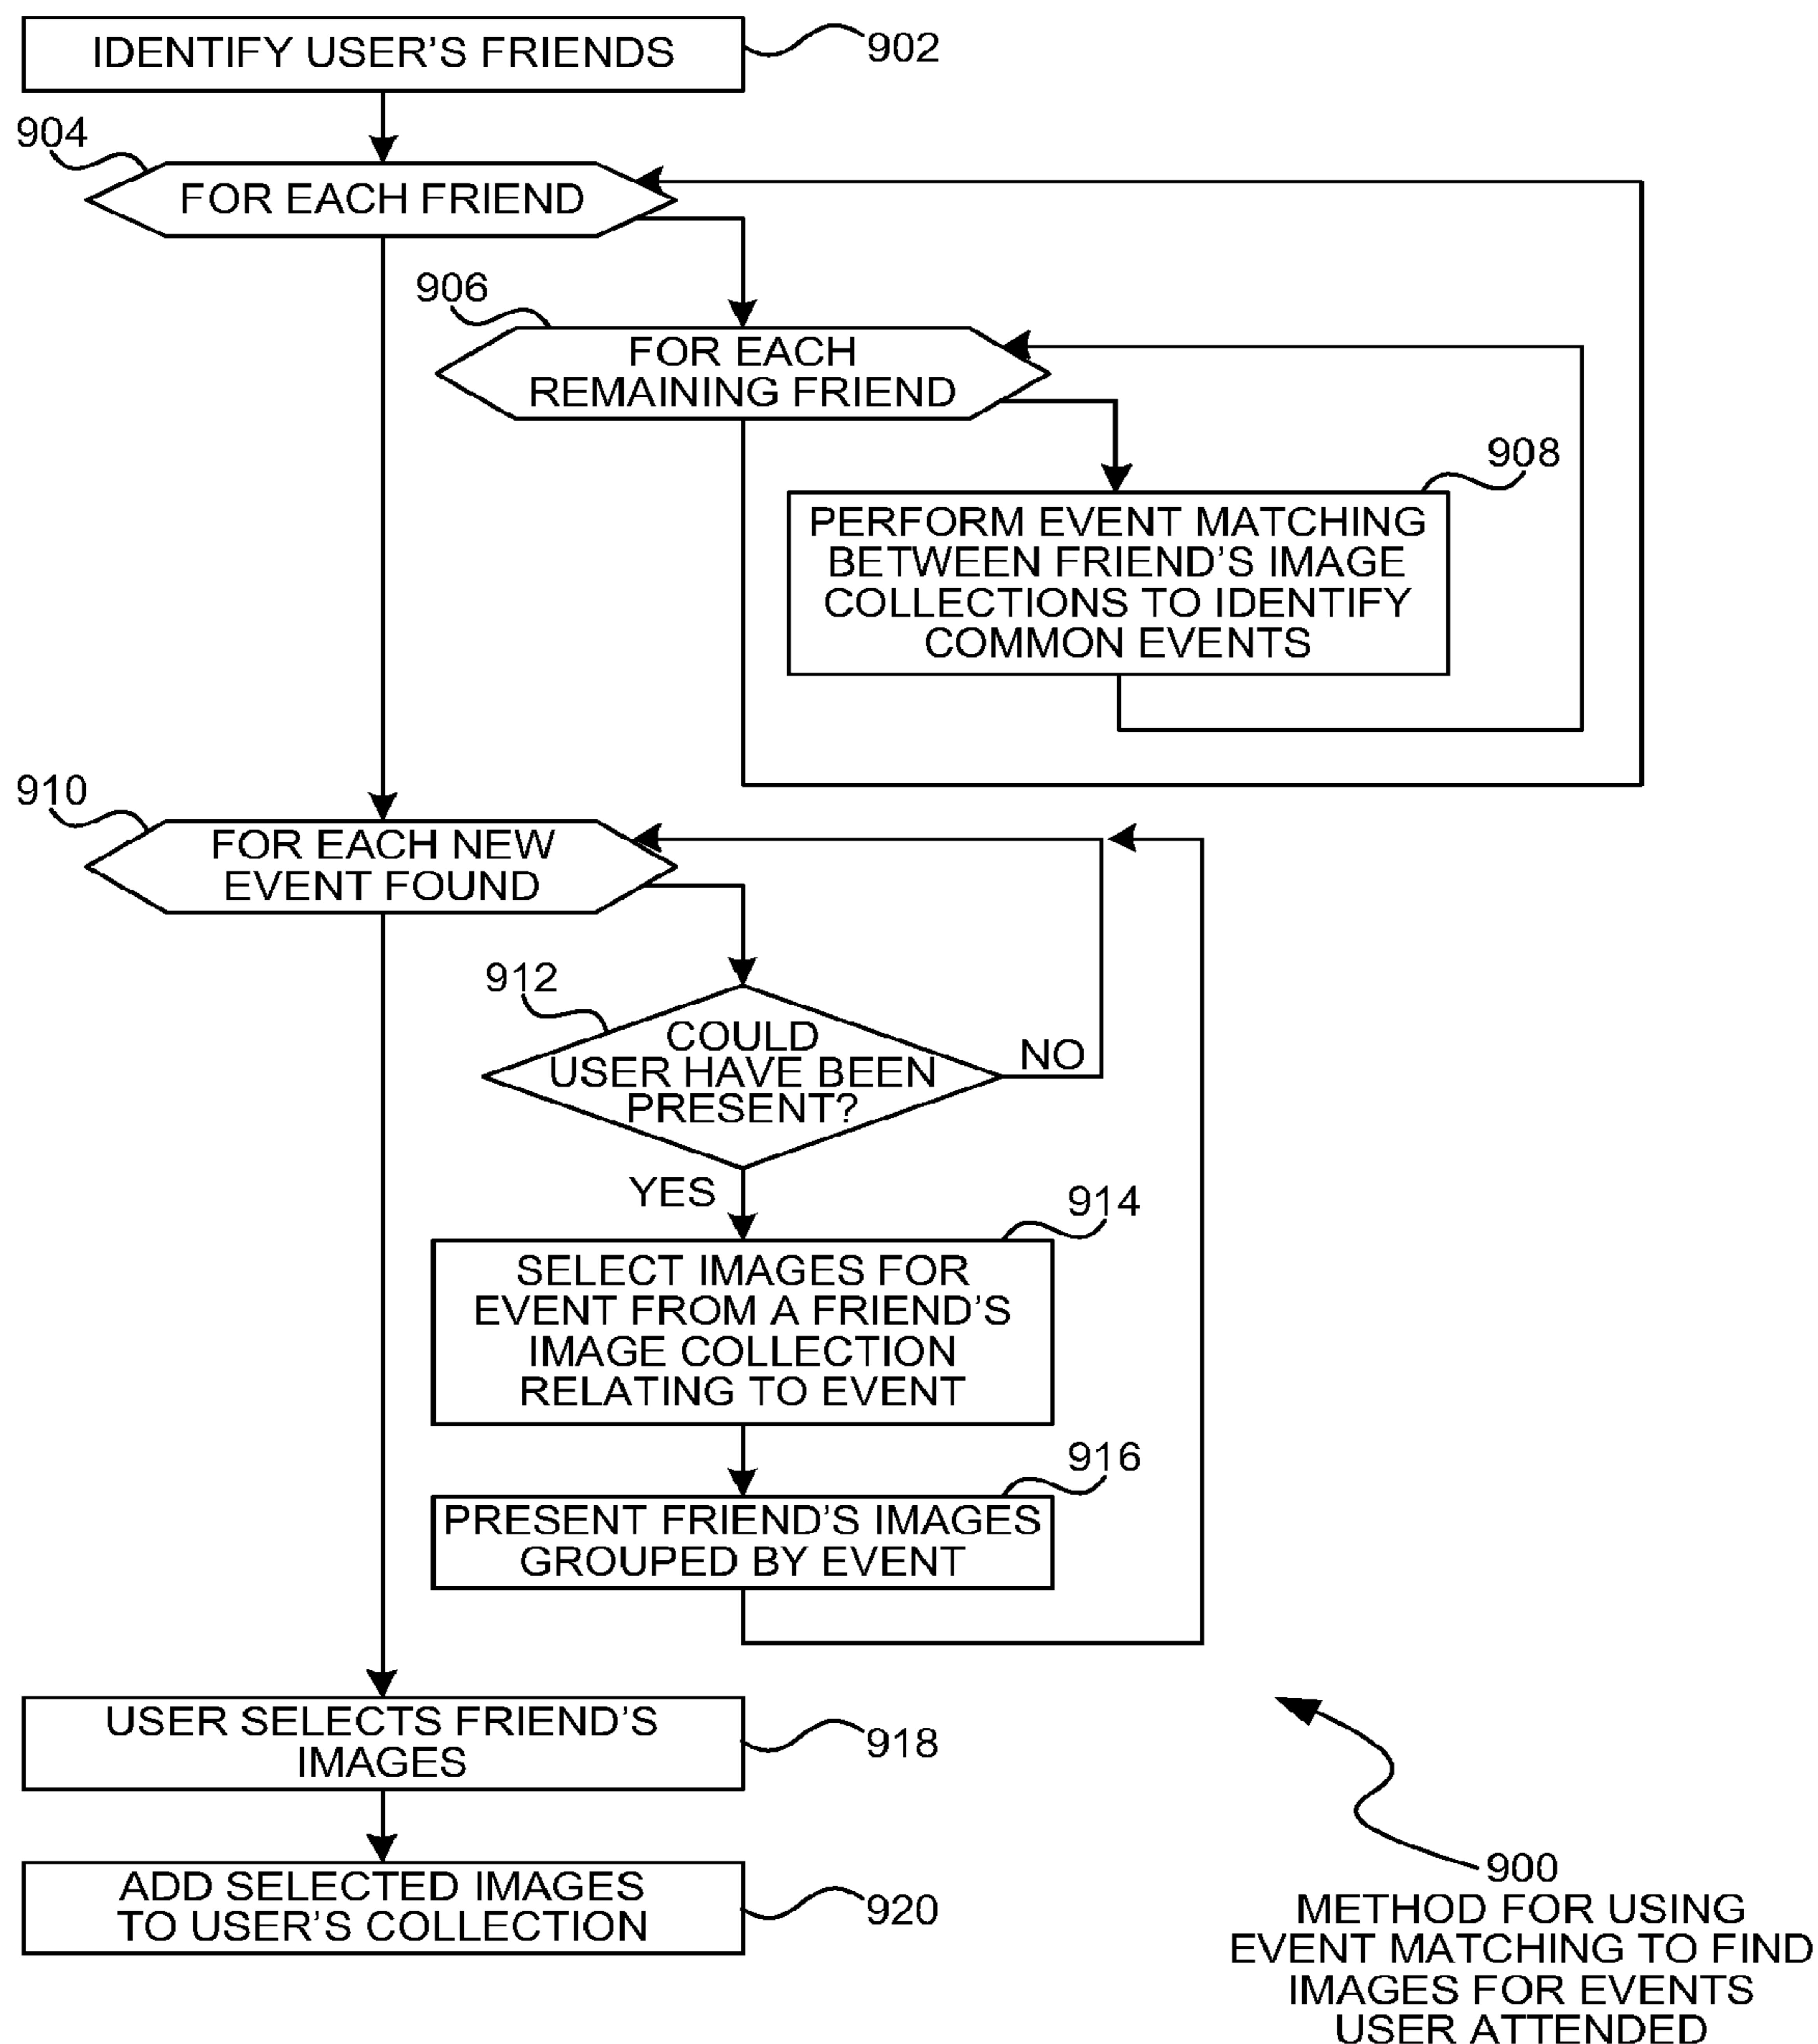 IDENTIFY USER'S FRIENDS
902
904
FOR EACH FRIEND
906
FOR EACH
REMAINING FRIEND
908
PERFORM EVENT MATCHING
BETWEEN FRIEND'S IMAGE
COLLECTIONS TO IDENTIFY
COMMON EVENTS
910
FOR EACH NEW
EVENT FOUND
912
COULD
USER HAVE BEEN
PRESENT?
NO
YES
914
SELECT IMAGES FOR
EVENT FROM A FRIEND'S
IMAGE COLLECTION
RELATING TO EVENT
916
PRESENT FRIEND'S IMAGES
GROUPED BY EVENT
USER SELECTS FRIEND'S
IMAGES
918
ADD SELECTED IMAGES
TO USER'S COLLECTION
920
900
METHOD FOR USING
EVENT MATCHING TO FIND
IMAGES FOR EVENTS
USER ATTENDED